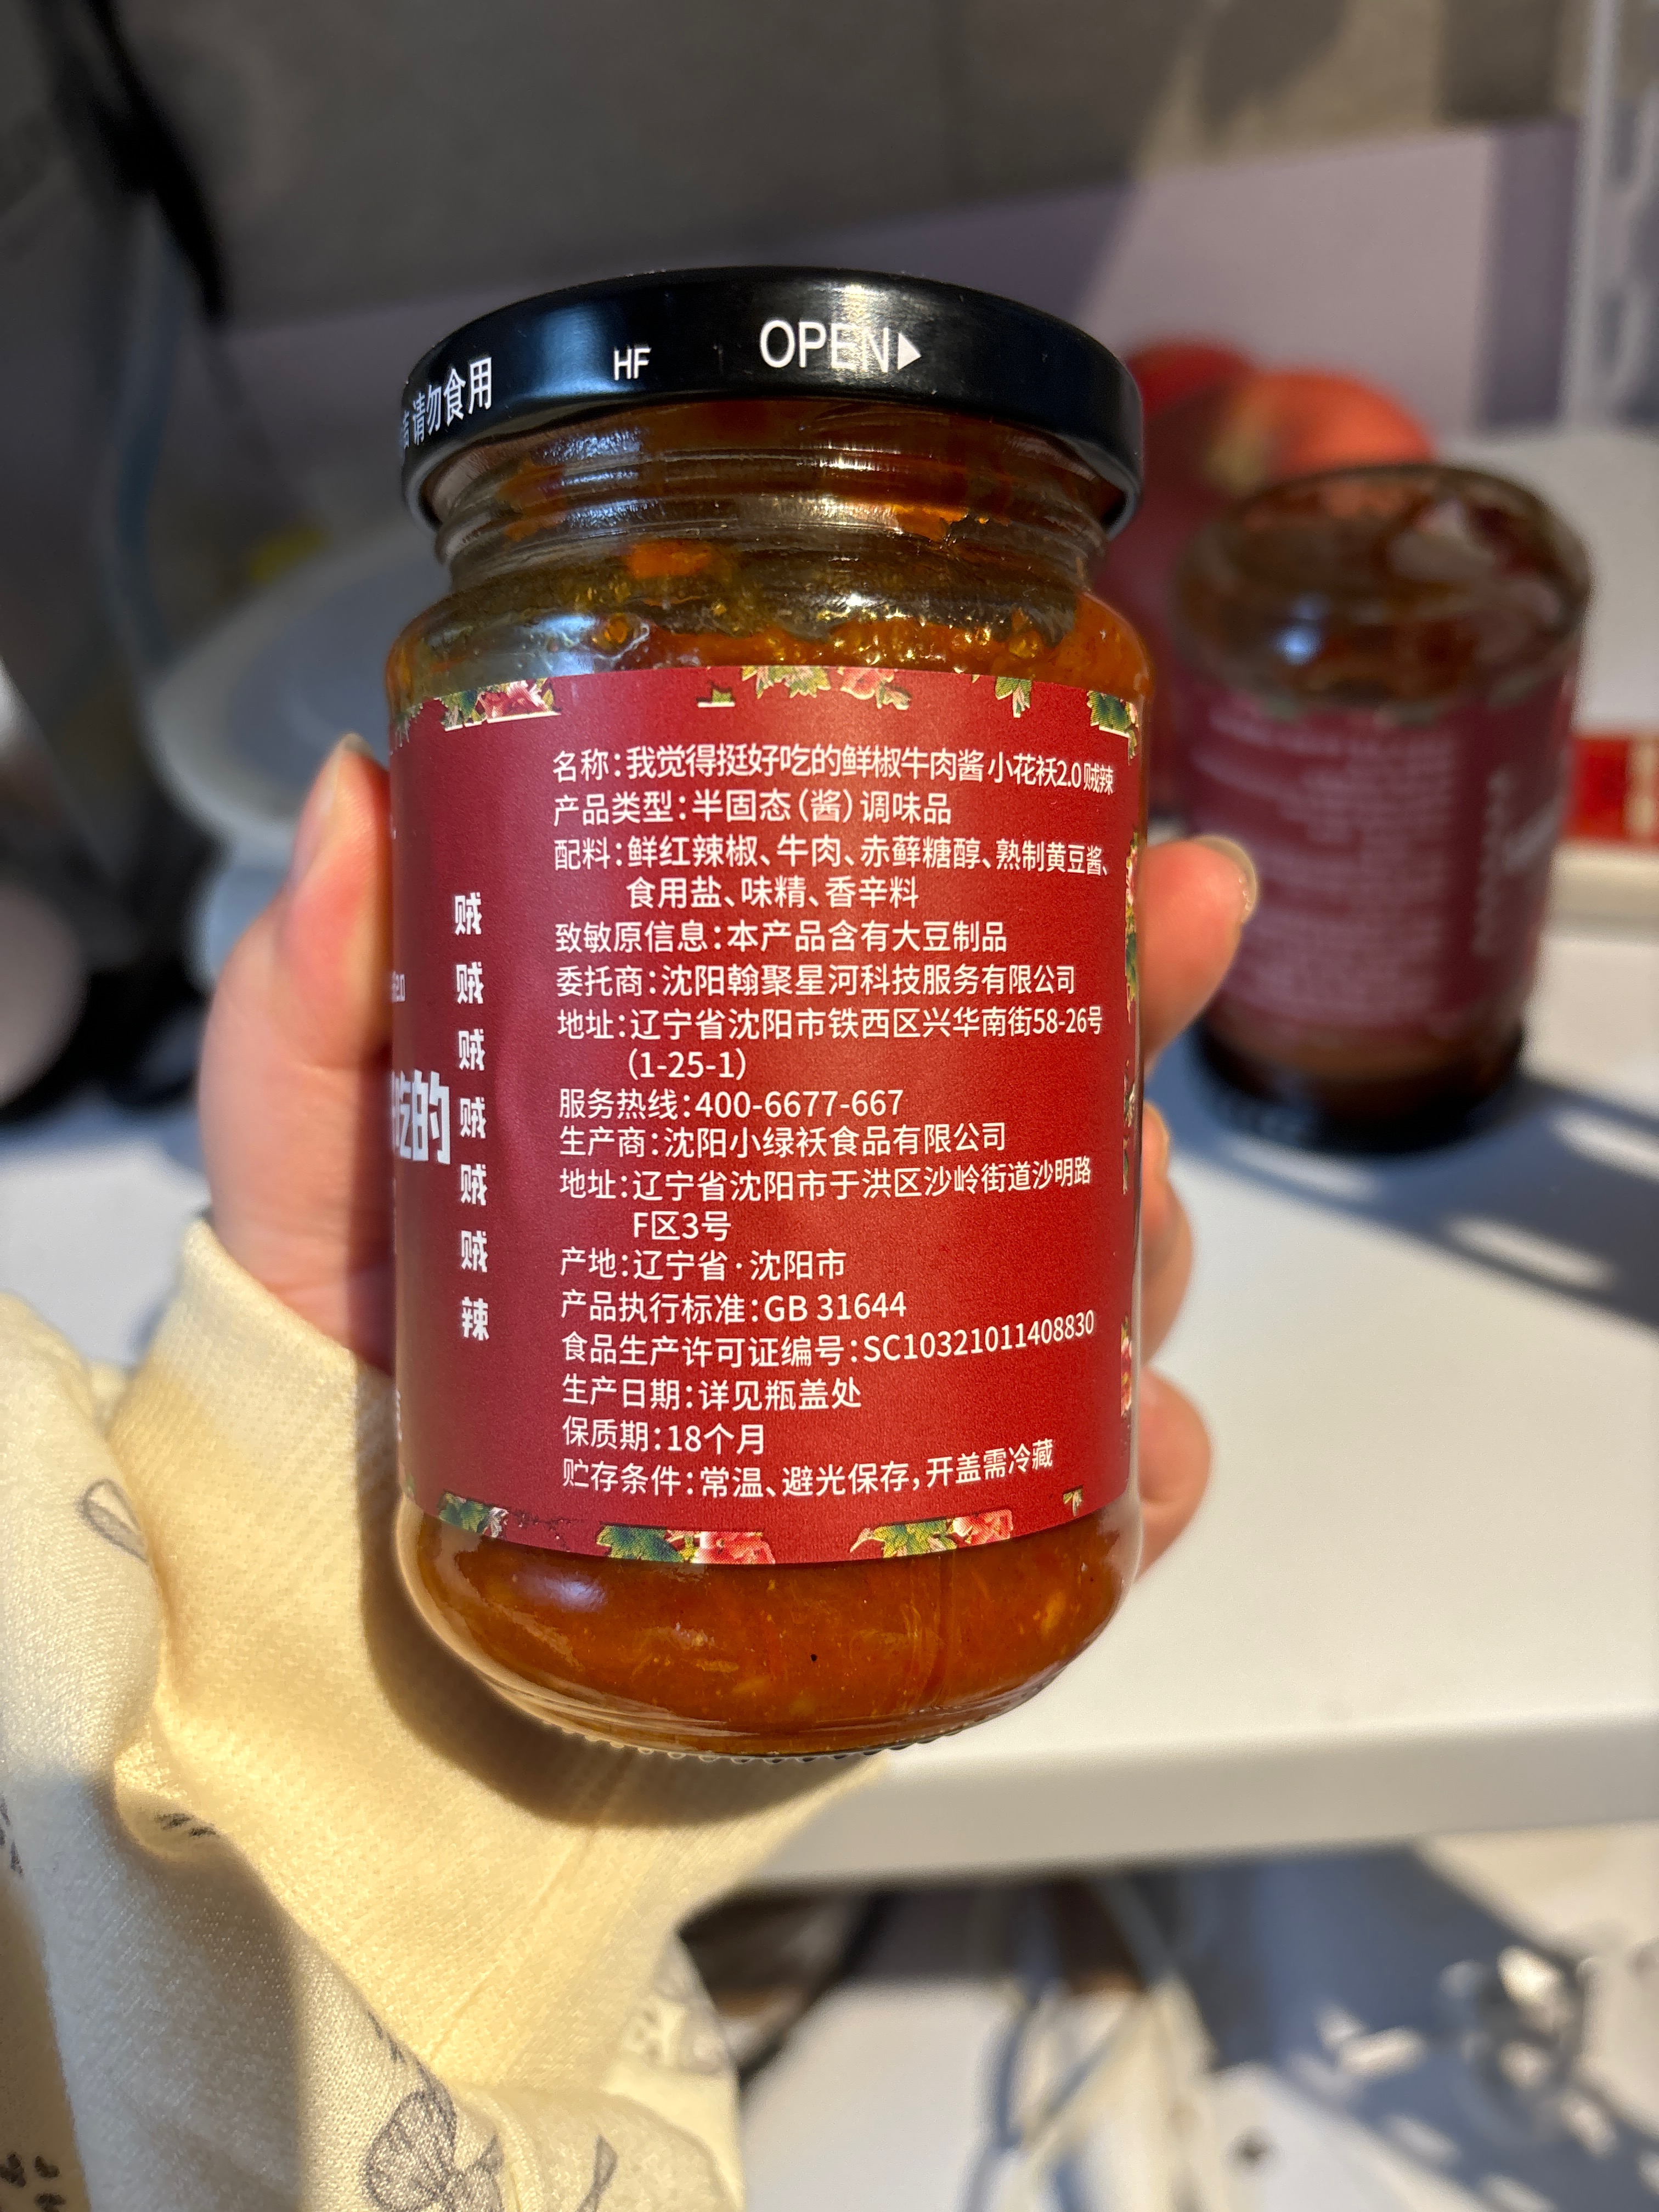 请勿食用
HF
OPEN
名称：我觉得挺好吃的鲜椒牛肉酱 小花袄2.0 贼辣
产品类型：半固态（酱）调味品
配料：鲜红辣椒、牛肉、赤藓糖醇、熟制黄豆酱、
食用盐、味精、香辛料
致敏原信息：本产品含有大豆制品
委托商：沈阳翰聚星河科技服务有限公司
地址：辽宁省沈阳市铁西区兴华南街58-26号
（1-25-1）
服务热线：400-6677-667
生产商：沈阳小绿袄食品有限公司
地址：辽宁省沈阳市于洪区沙岭街道沙明路
F区3号
产地：辽宁省·沈阳市
产品执行标准：GB 31644
食品生产许可证编号：SC10321011408830
生产日期：详见瓶盖处
保质期：18个月
贮存条件：常温、避光保存，开盖需冷藏
贼贼贼贼贼贼辣
吃的